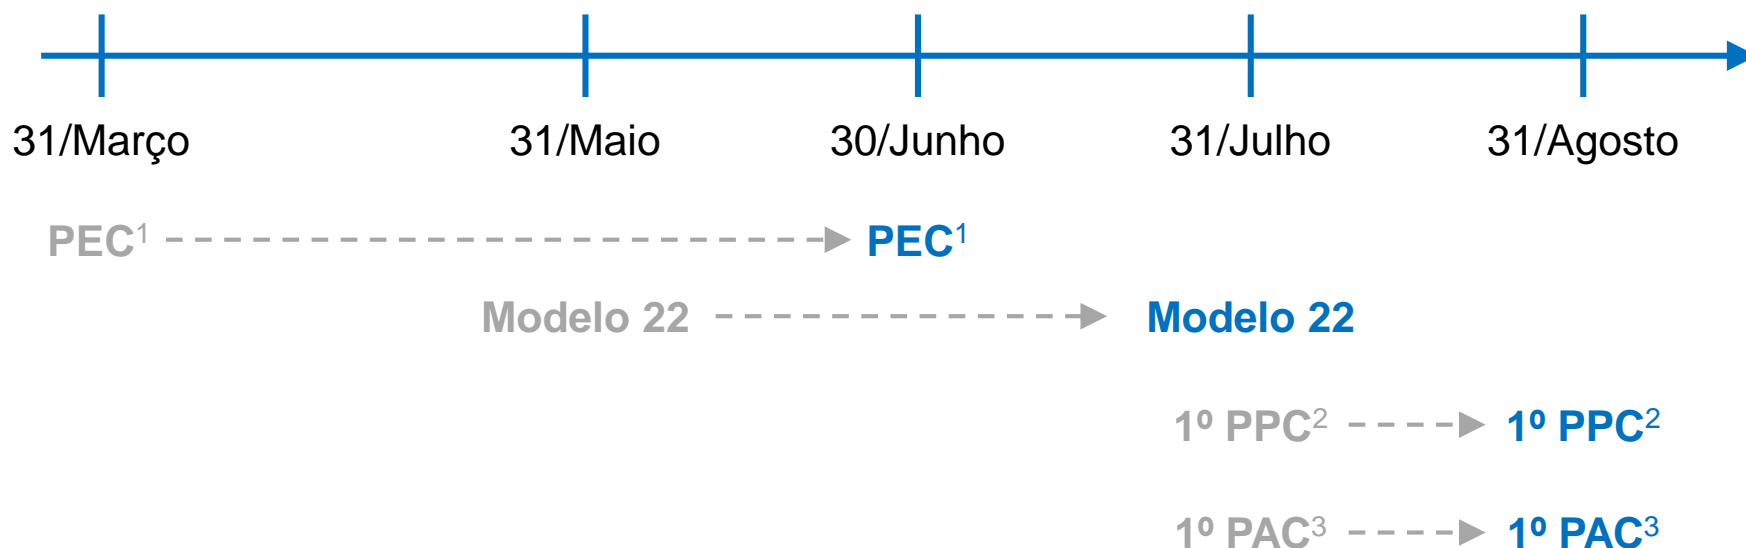 31/Março 31/Maio 30/Junho 31/Julho 31/Agosto
PEC¹ PEC¹
Modelo 22 Modelo 22
1º PPC² 1º PPC²
1º PAC³ 1º PAC³